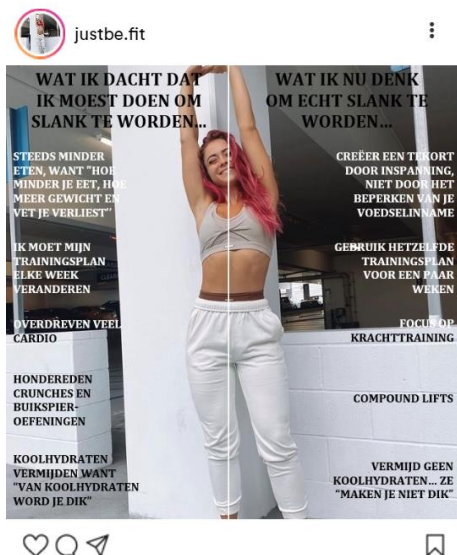 justbe.fit
WAT IK DACHT DAT
IK MOEST DOEN OM
SLANK TE WORDEN...
STEEDS MINDER
ETEN, WANT "HOE
MINDER JE EET, HOE
MEER GEWICHT EN
VET JE VERLIEST"
IK MOET MIJN
TRAININGSPLAN
ELKE WEEK
VERANDEREN
OVERDREVEN VEEL
CARDIO
HONDEREDEN
CRUNCHES EN
BUIKSPIER-
OEFENINGEN
KOOLHYDRATEN
VERMIJDEN WANT
"VAN KOOLHYDRATEN
WORD JE DIK"
WAT IK NU DENK
OM ECHT SLANK TE
WORDEN...
CREËER EEN TEKORT
DOOR INSPANNING,
NIET DOOR HET
BEPERKEN VAN JE
VOEDSELINNAME
GEBRUIK HETZELFDE
TRAININGSPLAN
VOOR EEN PAAR
WEKEN
FOCUS OP
KRACHTTRAINING
COMPOUND LIFTS
VERMIJD GEEN
KOOLHYDRATEN... ZE
"MAKEN JE NIET DIK"